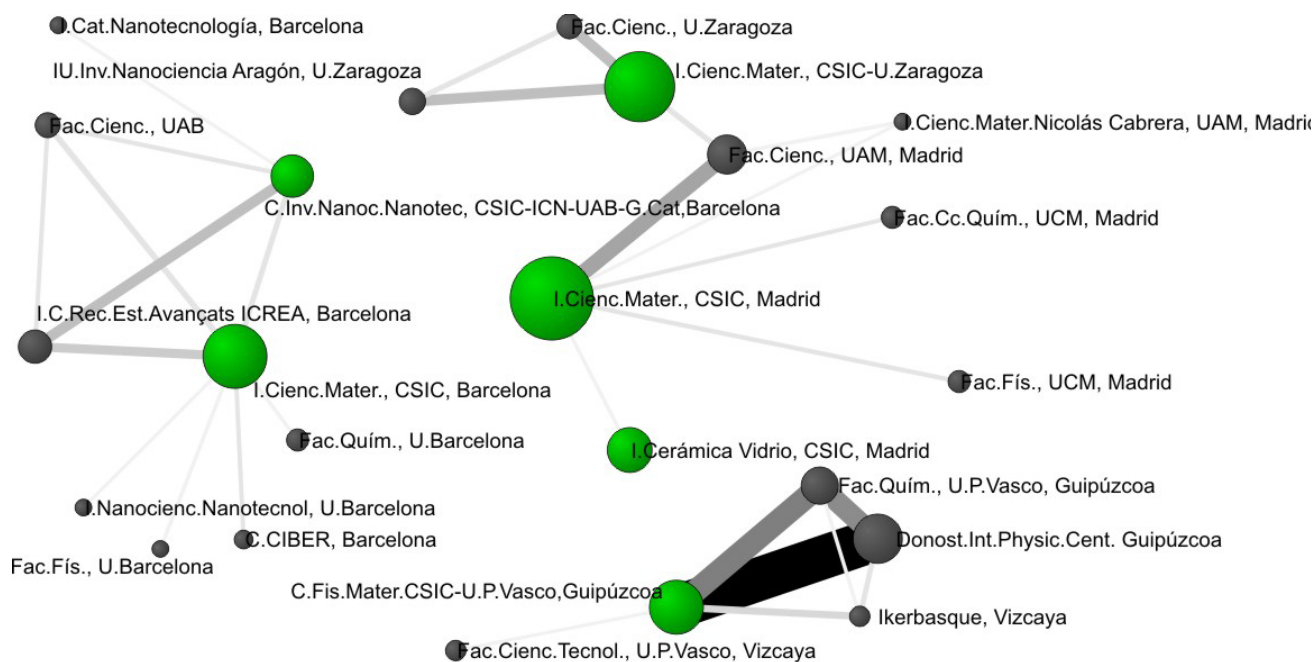 I.Cat.Nanotecnología, Barcelona
Fac.Cienc., U.Zaragoza
IU.Inv.Nanociencia Aragón, U.Zaragoza
I.Cienc.Mater., CSIC-U.Zaragoza
Fac.Cienc., UAB
I.Cienc.Mater.Nicolás Cabrera, UAM, Madrid
Fac.Cienc., UAM, Madrid
C.Inv.Nanoc.Nanotec, CSIC-ICN-UAB-G.Cat,Barcelona
Fac.Cc.Quím., UCM, Madrid
I.Cienc.Mater., CSIC, Madrid
I.C.Rec.Est.Avançats ICREA, Barcelona
Fac.Fís., UCM, Madrid
I.Cienc.Mater., CSIC, Barcelona
Fac.Quím., U.Barcelona
I.Cerámica Vidrio, CSIC, Madrid
Fac.Quím., U.P.Vasco, Guipúzcoa
I.Nanocienc.Nanotecnol, U.Barcelona
C.CIBER, Barcelona
Donost.Int.Physic.Cent. Guipúzcoa
Fac.Fís., U.Barcelona
C.Fis.Mater.CSIC-U.P.Vasco,Guipúzcoa
Ikerbasque, Vizcaya
Fac.Cienc.Tecnol., U.P.Vasco, Vizcaya